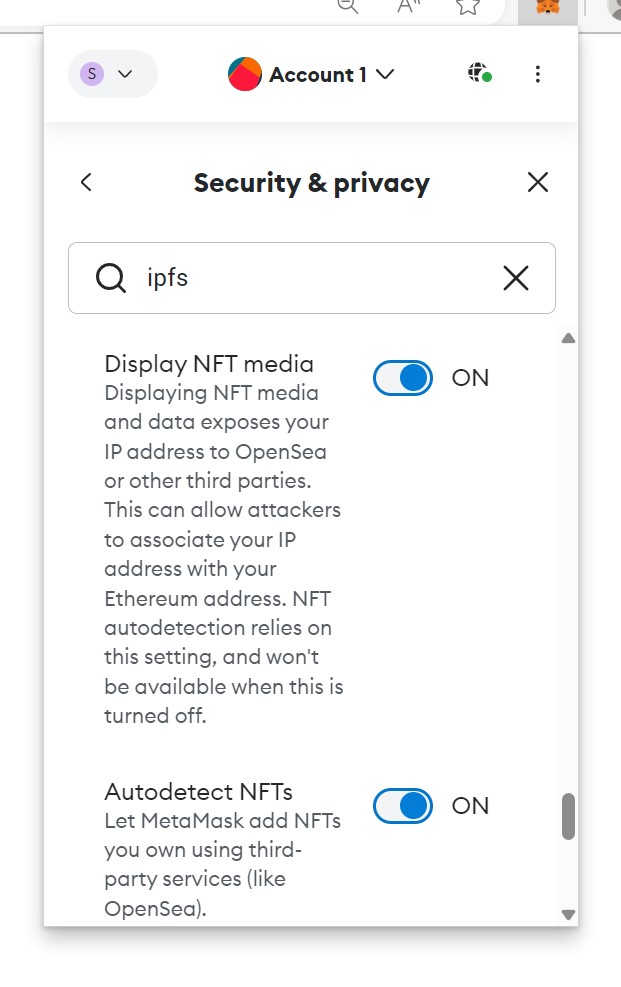 S
Account 1
Security & privacy
ipfs
Display NFT media
ON
Displaying NFT media
and data exposes your
IP address to OpenSea
or other third parties.
This can allow attackers
to associate your IP
address with your
Ethereum address. NFT
autodetection relies on
this setting, and won't
be available when this is
turned off.
Autodetect NFTs
ON
Let MetaMask add NFTs
you own using third-
party services (like
OpenSea).